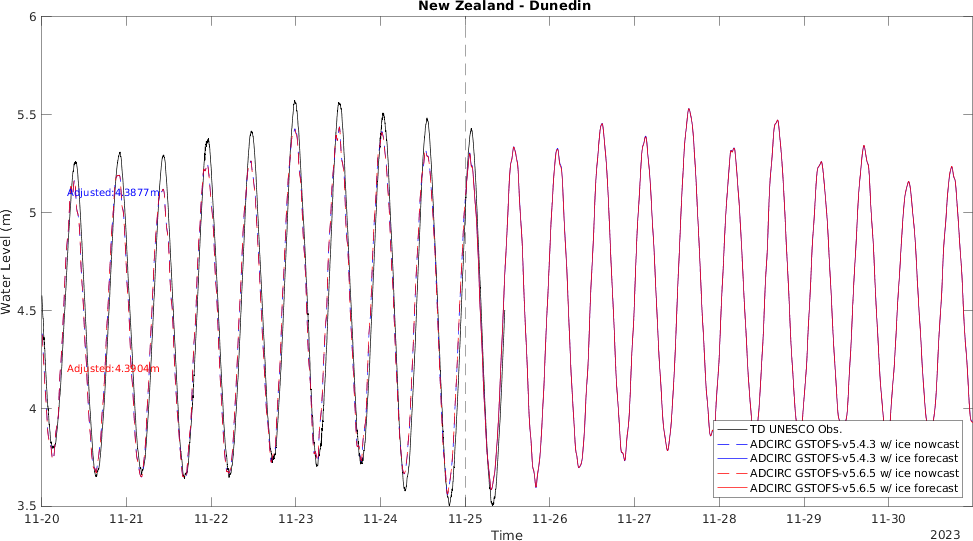 New Zealand - Dunedin
6
5.5
5
4.5
4
3.5
Water Level (m)
Adjusted:4.3877m
Adjusted:4.3904m
TD UNESCO Obs.
ADCIRC GSTOFS-v5.4.3 w/ ice nowcast
ADCIRC GSTOFS-v5.4.3 w/ ice forecast
ADCIRC GSTOFS-v5.6.5 w/ ice nowcast
ADCIRC GSTOFS-v5.6.5 w/ ice forecast
11-20 11-21 11-22 11-23 11-24 11-25 11-26 11-27 11-28 11-29 11-30
Time
2023